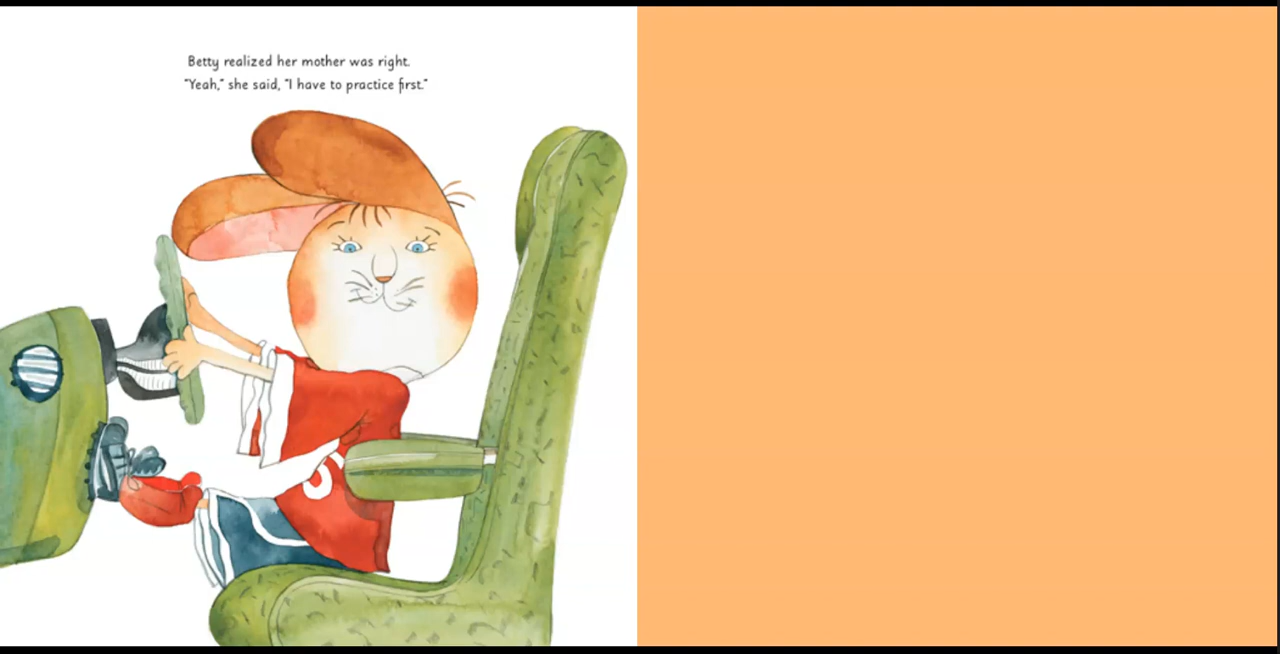 Betty realized her mother was right.
"Yeah," she said, "I have to practice first."